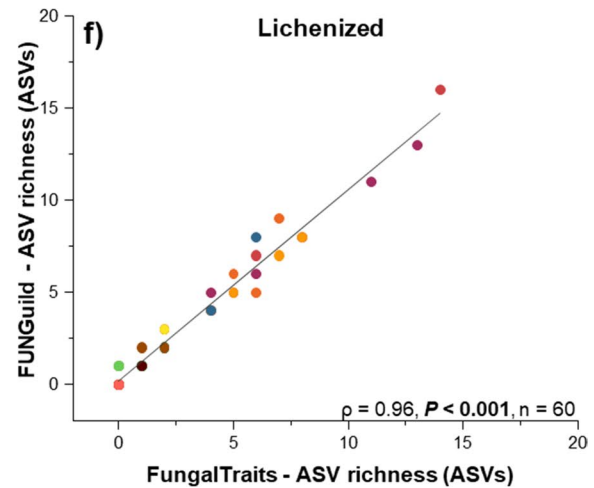 f)
Lichenized
FUNGuild - ASV richness (ASVs)
20
15
10
5
0
ρ = 0.96, P < 0.001, n = 60
0 5 10 15 20
FungalTraits - ASV richness (ASVs)